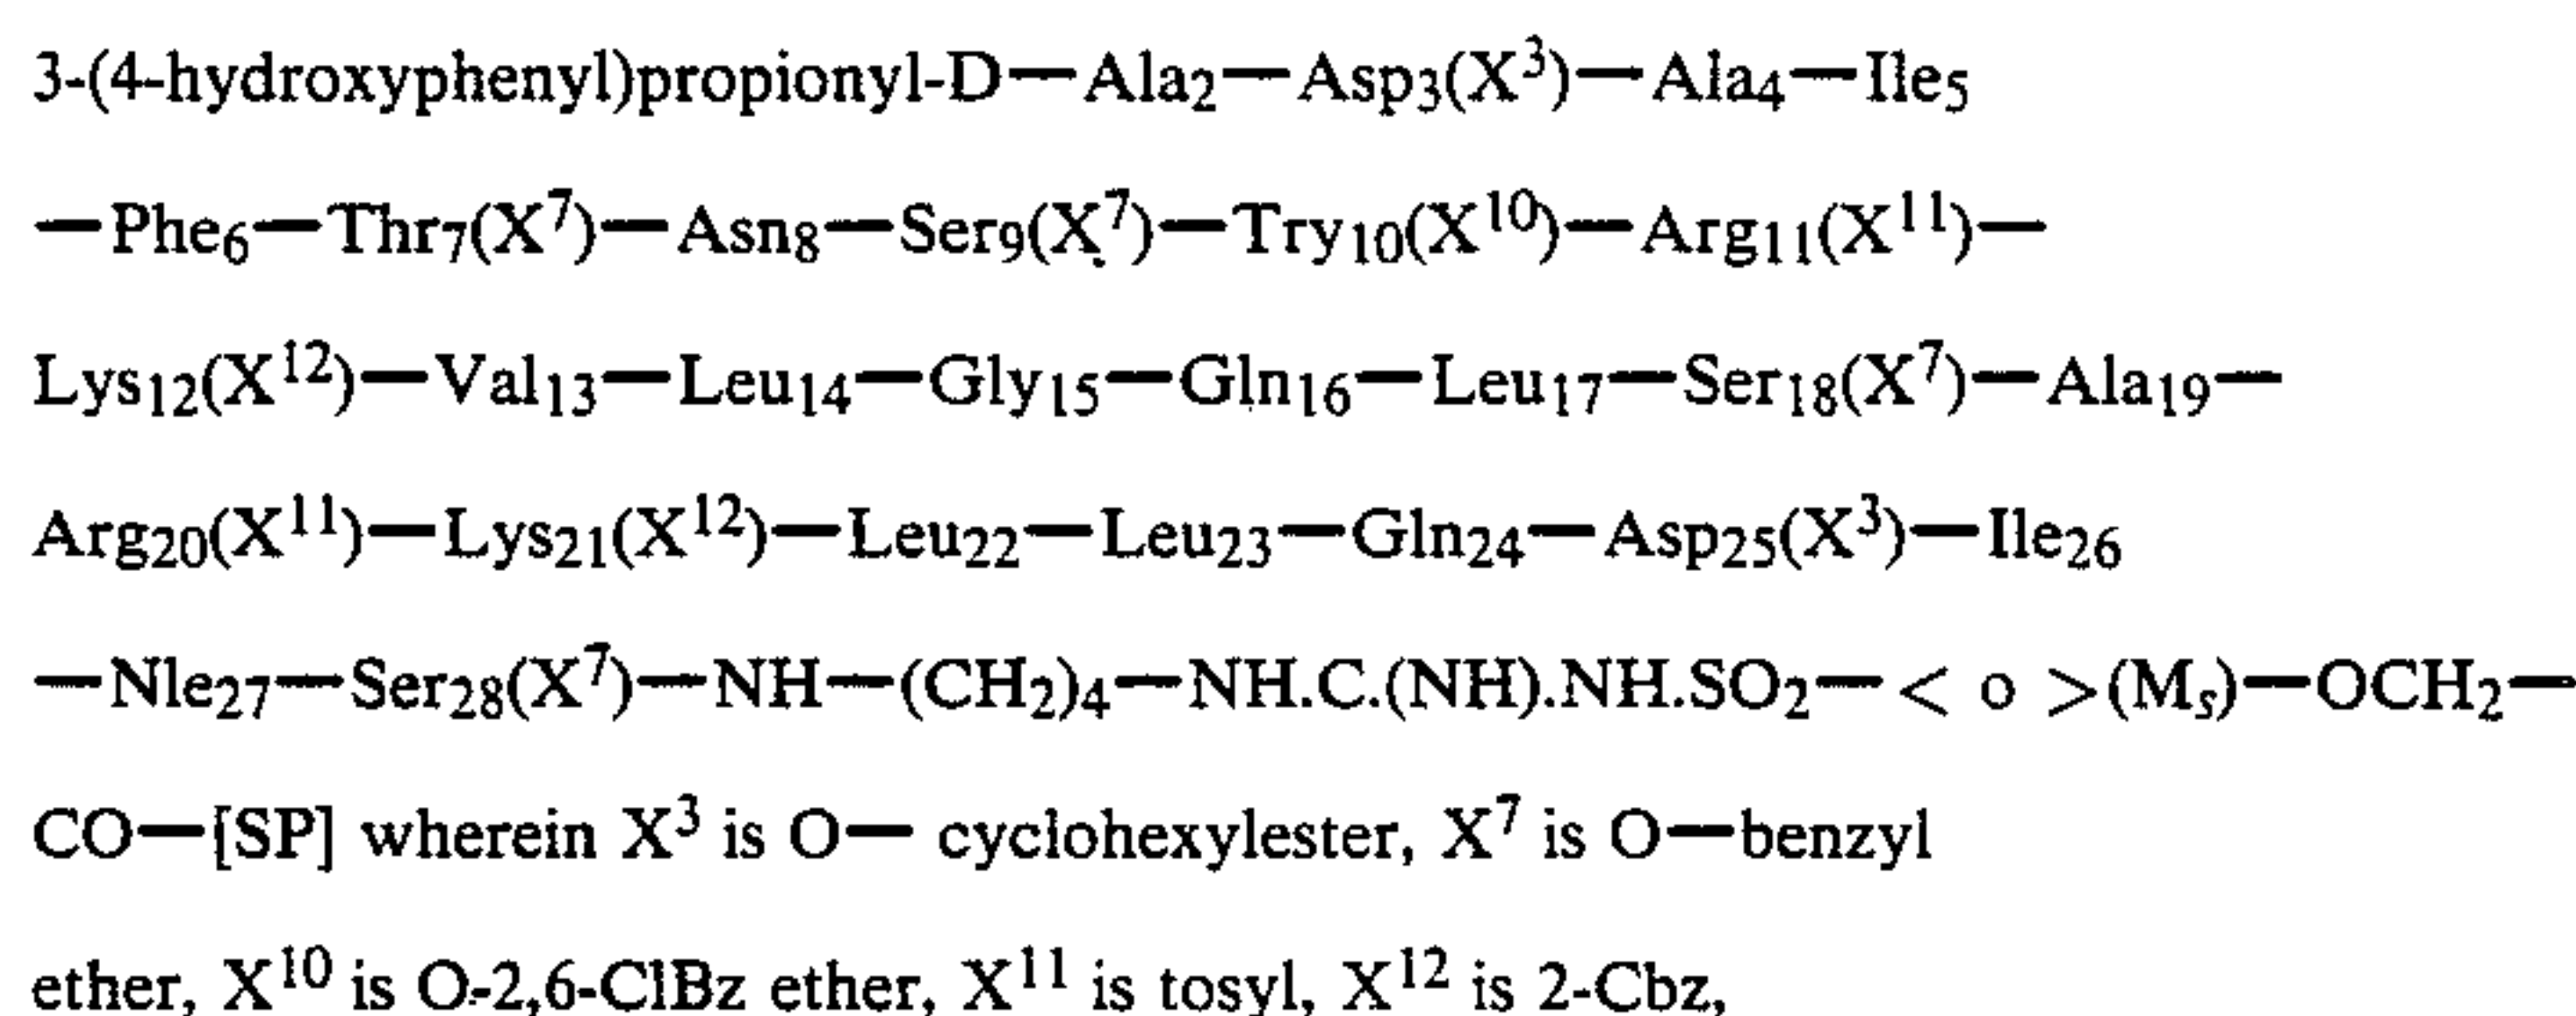 3-(4-hydroxyphenyl)propionyl-D—Ala₂—Asp₃(X³)—Ala₄—Ile₅
—Phe₆—Thr₇(X⁷)—Asn₈—Ser₉(X⁷)—Try₁₀(X¹⁰)—Arg₁₁(X¹¹)—
Lys₁₂(X¹²)—Val₁₃—Leu₁₄—Gly₁₅—Gln₁₆—Leu₁₇—Ser₁₈(X⁷)—Ala₁₉—
Arg₂₀(X¹¹)—Lys₂₁(X¹²)—Leu₂₂—Leu₂₃—Gln₂₄—Asp₂₅(X³)—Ile₂₆
—Nle₂₇—Ser₂₈(X⁷)—NH—(CH₂)₄—NH.C.(NH).NH.SO₂—< o >(Mₛ)—OCH₂—
CO—[SP] wherein X³ is O— cyclohexylester, X⁷ is O—benzyl
ether, X¹⁰ is O-2,6-ClBz ether, X¹¹ is tosyl, X¹² is 2-Cbz,